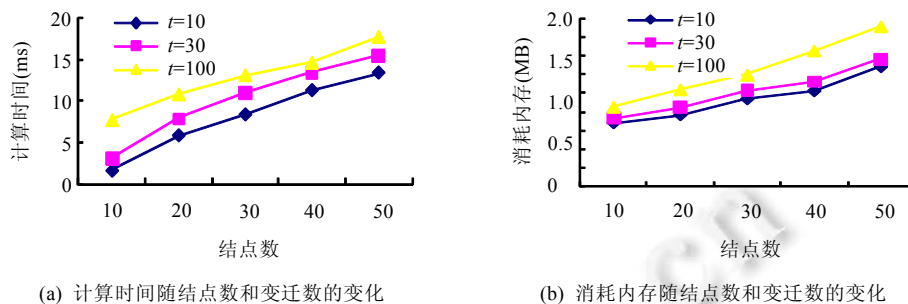 20
15
10
5
0
计算时间(ms)
t=10
t=30
t=100
10 20 30 40 50
结点数
(a) 计算时间随结点数和变迁数的变化
2.0
1.5
1.0
0.5
0
消耗内存(MB)
t=10
t=30
t=100
10 20 30 40 50
结点数
(b) 消耗内存随结点数和变迁数的变化
cn